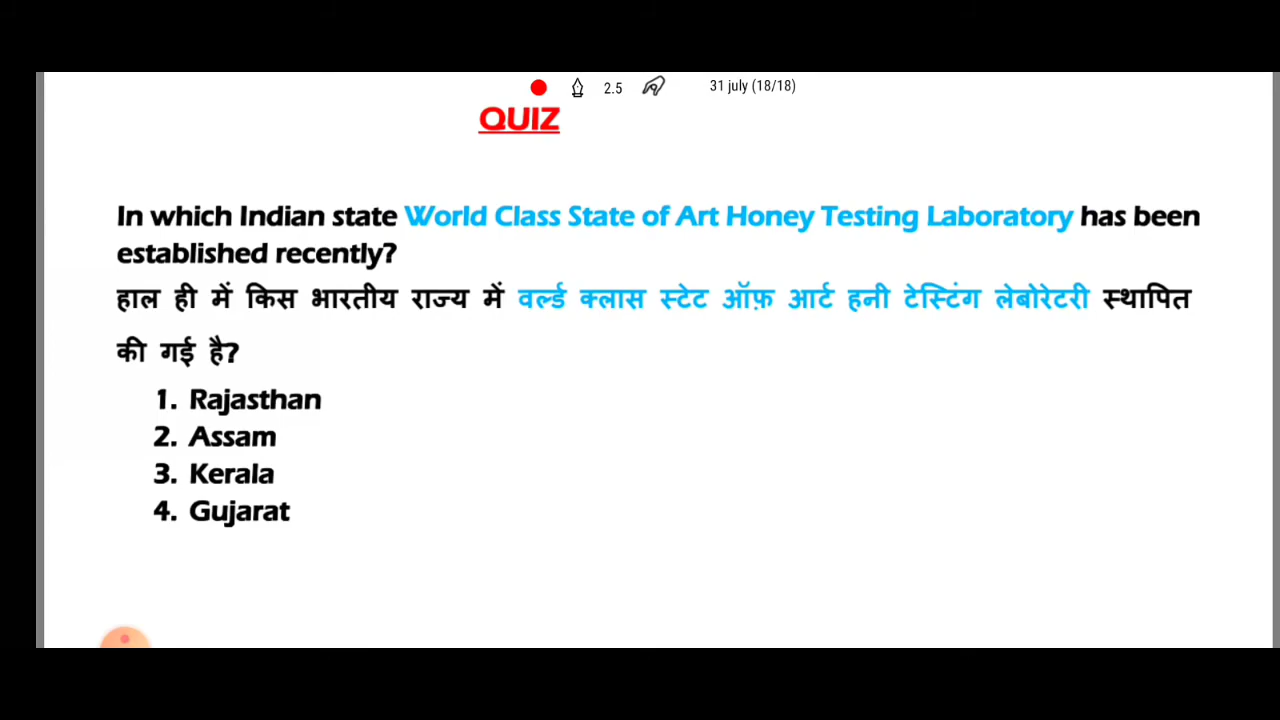 2.5 31 july (18/18)
QUIZ
In which Indian state World Class State of Art Honey Testing Laboratory has been
established recently?
हाल ही में किस भारतीय राज्य में वर्ल्ड क्लास स्टेट ऑफ़ आर्ट हनी टेस्टिंग लेबोरेटरी स्थापित
की गई है?
1. Rajasthan
2. Assam
3. Kerala
4. Gujarat